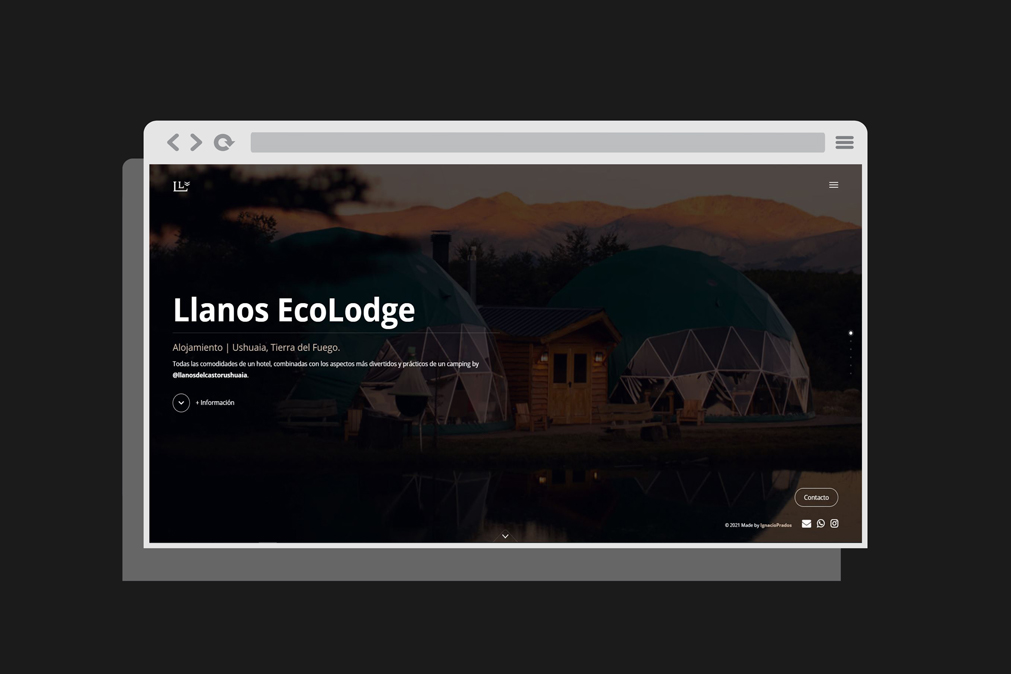 LL
Llanos EcoLodge
Alojamiento | Ushuaia, Tierra del Fuego.
Todas las comodidades de un hotel, combinadas con los aspectos más divertidos y prácticos de un camping by
@llanosdelcastorushuaia.
+ Información
Contacto
© 2021 Made by IgnacioPrados